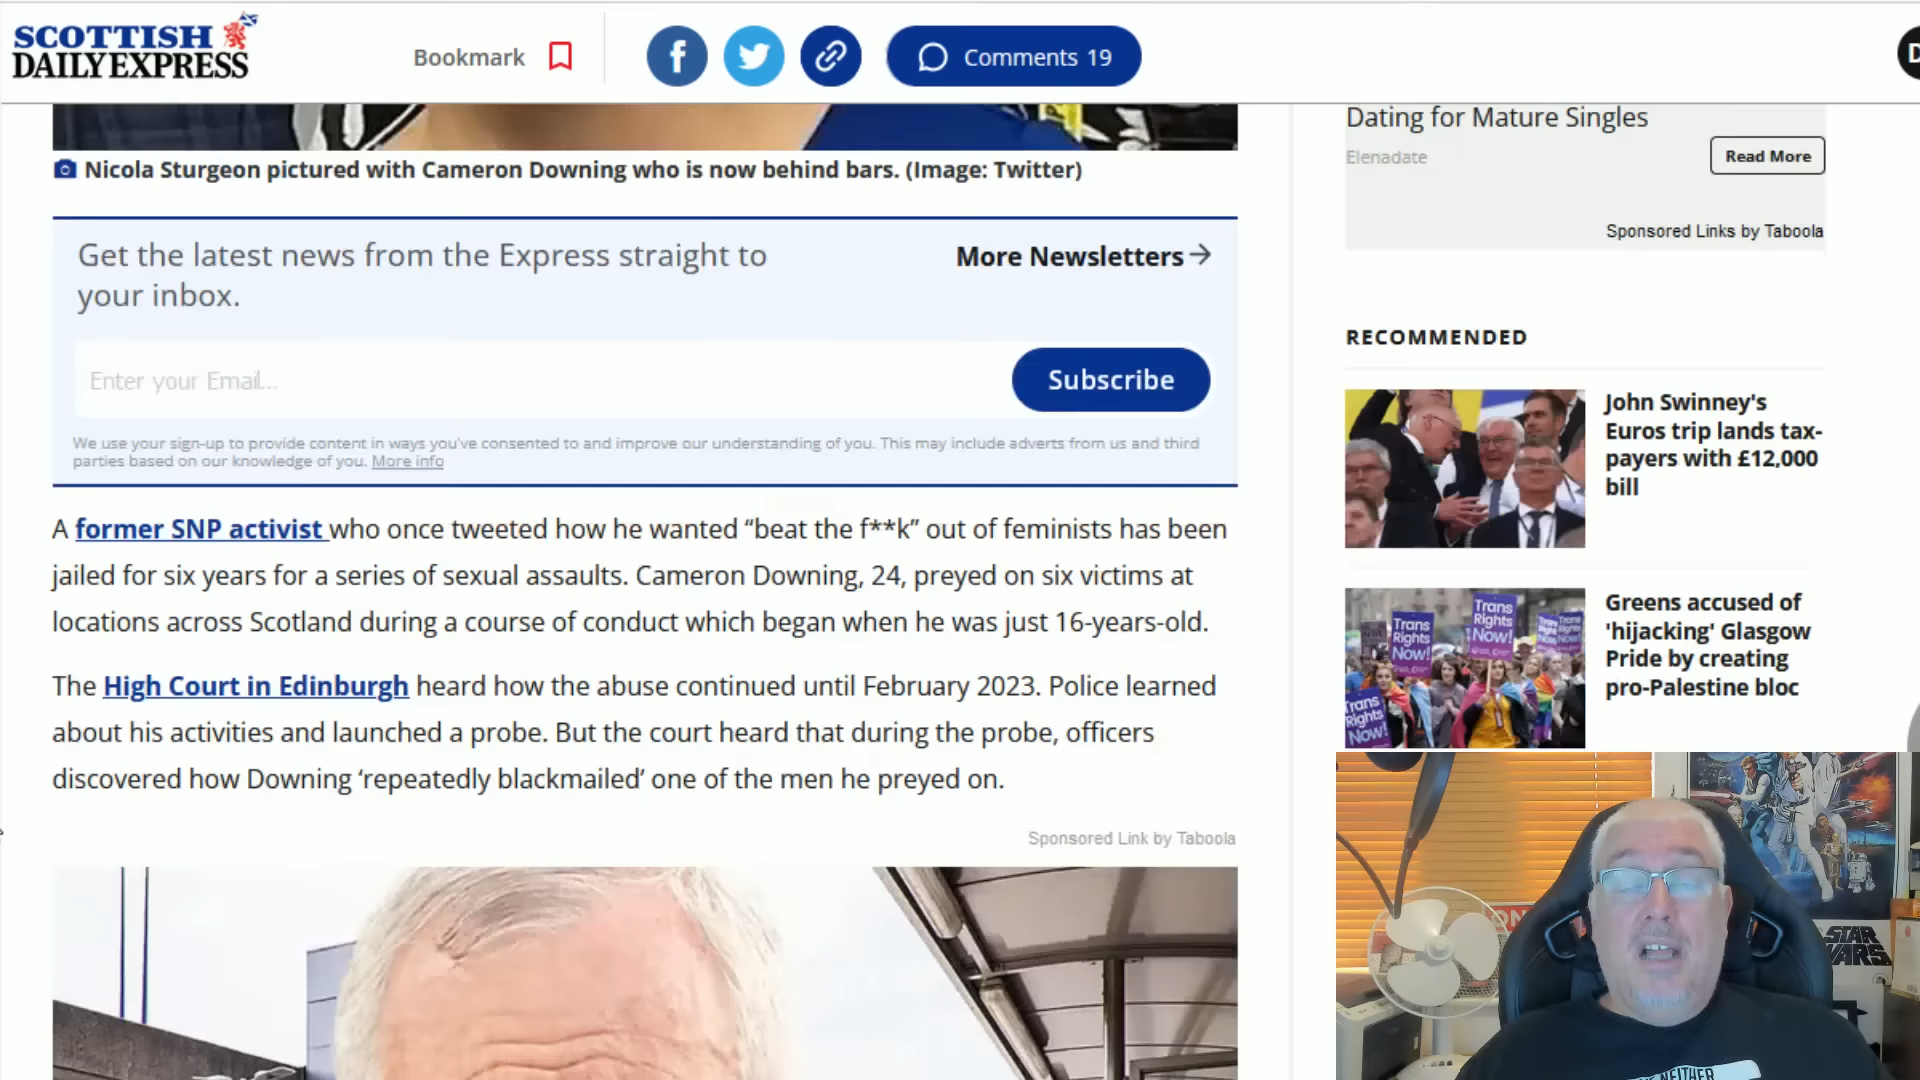 SCOTTISH
DAILY EXPRESS
Bookmark
Comments 19
D
Nicola Sturgeon pictured with Cameron Downing who is now behind bars. (Image: Twitter)
Get the latest news from the Express straight to
your inbox.
More Newsletters
Enter your Email...
Subscribe
We use your sign-up to provide content in ways you've consented to and improve our understanding of you. This may include adverts from us and third
parties based on our knowledge of you. More info
A former SNP activist who once tweeted how he wanted “beat the f**k” out of feminists has been
jailed for six years for a series of sexual assaults. Cameron Downing, 24, preyed on six victims at
locations across Scotland during a course of conduct which began when he was just 16-years-old.
The High Court in Edinburgh heard how the abuse continued until February 2023. Police learned
about his activities and launched a probe. But the court heard that during the probe, officers
discovered how Downing ‘repeatedly blackmailed’ one of the men he preyed on.
Sponsored Link by Taboola
Dating for Mature Singles
Elenadate
Read More
Sponsored Links by Taboola
RECOMMENDED
John Swinney's
Euros trip lands tax-
payers with £12,000
bill
Trans
Rights
Now!
Trans
Rights
Now!
Trans
Rights
Now!
Greens accused of
'hijacking' Glasgow
Pride by creating
pro-Palestine bloc
STAR
WARS
NEITHER